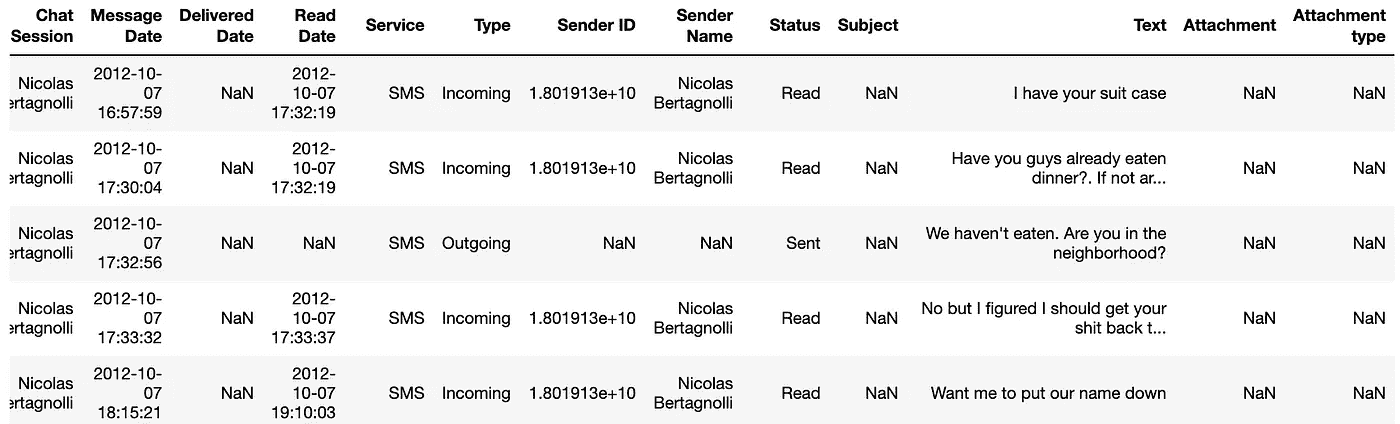 Chat
Session
Message
Date
Delivered
Date
Read
Date
Service
Type
Sender ID
Sender
Name
Status
Subject
Text
Attachment
Attachment
type
Nicolas
ertagnolli
2012-10-
07
16:57:59
NaN
2012-
10-07
17:32:19
SMS
Incoming
1.801913e+10
Nicolas
Bertagnolli
Read
NaN
I have your suit case
NaN
NaN
Nicolas
ertagnolli
2012-10-
07
17:30:04
NaN
2012-
10-07
17:32:19
SMS
Incoming
1.801913e+10
Nicolas
Bertagnolli
Read
NaN
Have you guys already eaten
dinner?. If not ar...
NaN
NaN
Nicolas
ertagnolli
2012-10-
07
17:32:56
NaN
NaN
SMS
Outgoing
NaN
NaN
Sent
NaN
We haven't eaten. Are you in the
neighborhood?
NaN
NaN
Nicolas
ertagnolli
2012-10-
07
17:33:32
NaN
2012-
10-07
17:33:37
SMS
Incoming
1.801913e+10
Nicolas
Bertagnolli
Read
NaN
No but I figured I should get your
shit back t...
NaN
NaN
Nicolas
ertagnolli
2012-10-
07
18:15:21
NaN
2012-
10-07
19:10:03
SMS
Incoming
1.801913e+10
Nicolas
Bertagnolli
Read
NaN
Want me to put our name down
NaN
NaN